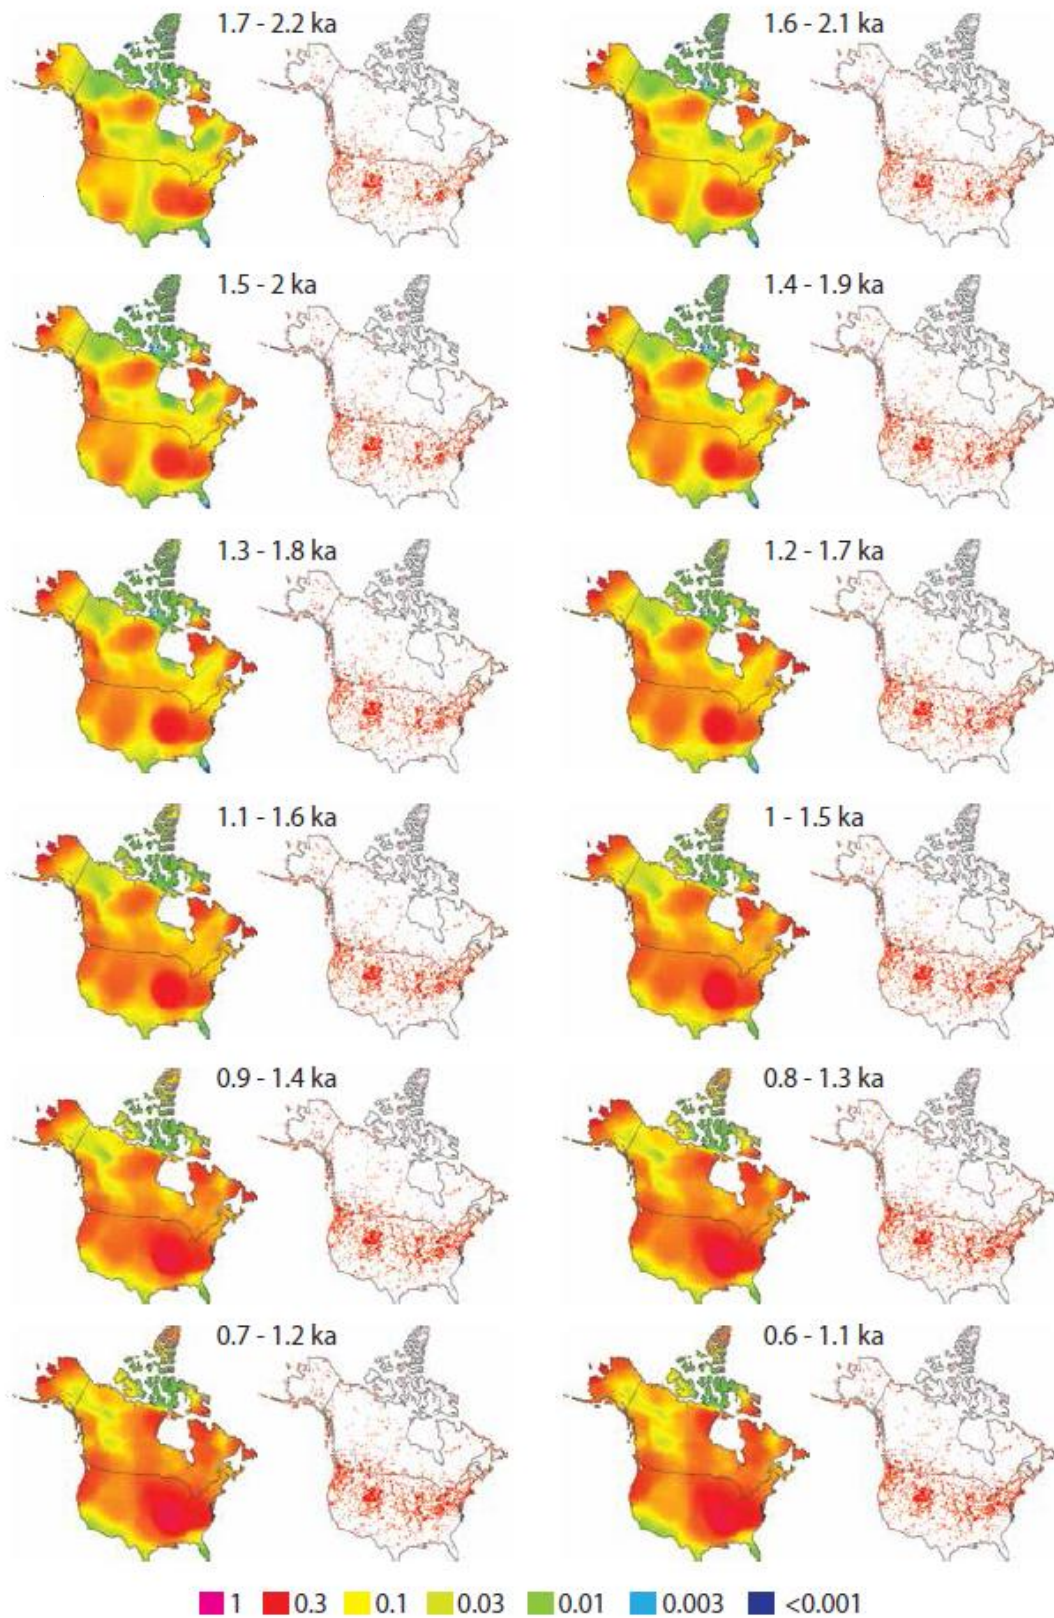 1.7 - 2.2 ka
1.6 - 2.1 ka
1.5 - 2 ka
1.4 - 1.9 ka
1.3 - 1.8 ka
1.2 - 1.7 ka
1.1 - 1.6 ka
1 - 1.5 ka
0.9 - 1.4 ka
0.8 - 1.3 ka
0.7 - 1.2 ka
0.6 - 1.1 ka
1 0.3 0.1 0.03 0.01 0.003 <0.001